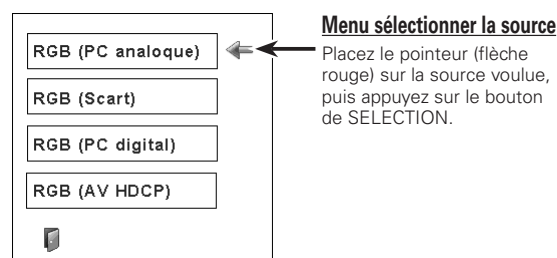 Menu sélectionner la source
RGB (PC analoque)
Placez le pointeur (flèche
rouge) sur la source voulue,
puis appuyez sur le bouton
de SELECTION.
RGB (Scart)
RGB (PC digital)
RGB (AV HDCP)